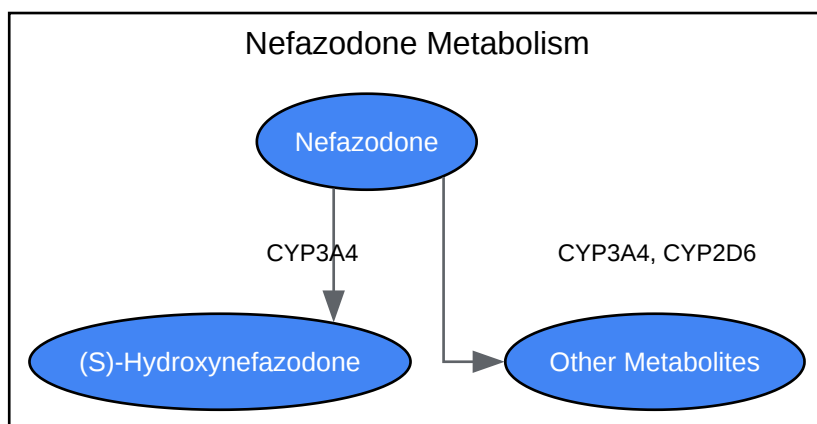 Nefazodone Metabolism
Nefazodone
CYP3A4
CYP3A4, CYP2D6
(S)-Hydroxynefazodone
Other Metabolites